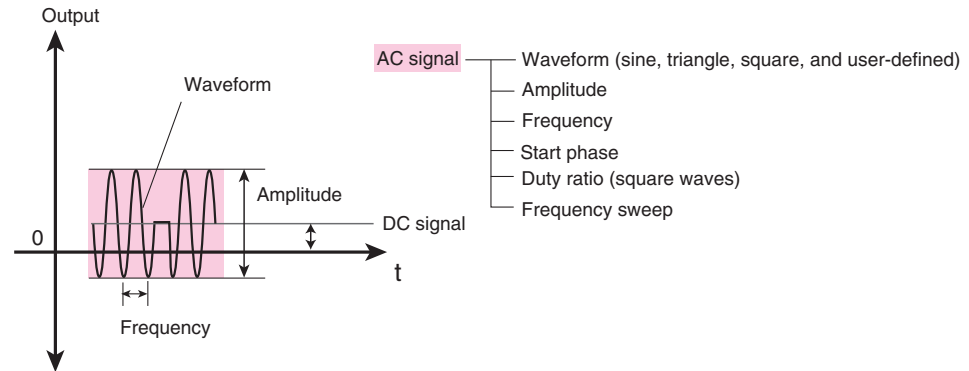 Output
AC signal
Waveform (sine, triangle, square, and user-defined)
Amplitude
Frequency
Start phase
Duty ratio (square waves)
Frequency sweep
Waveform
Amplitude
DC signal
0
t
Frequency